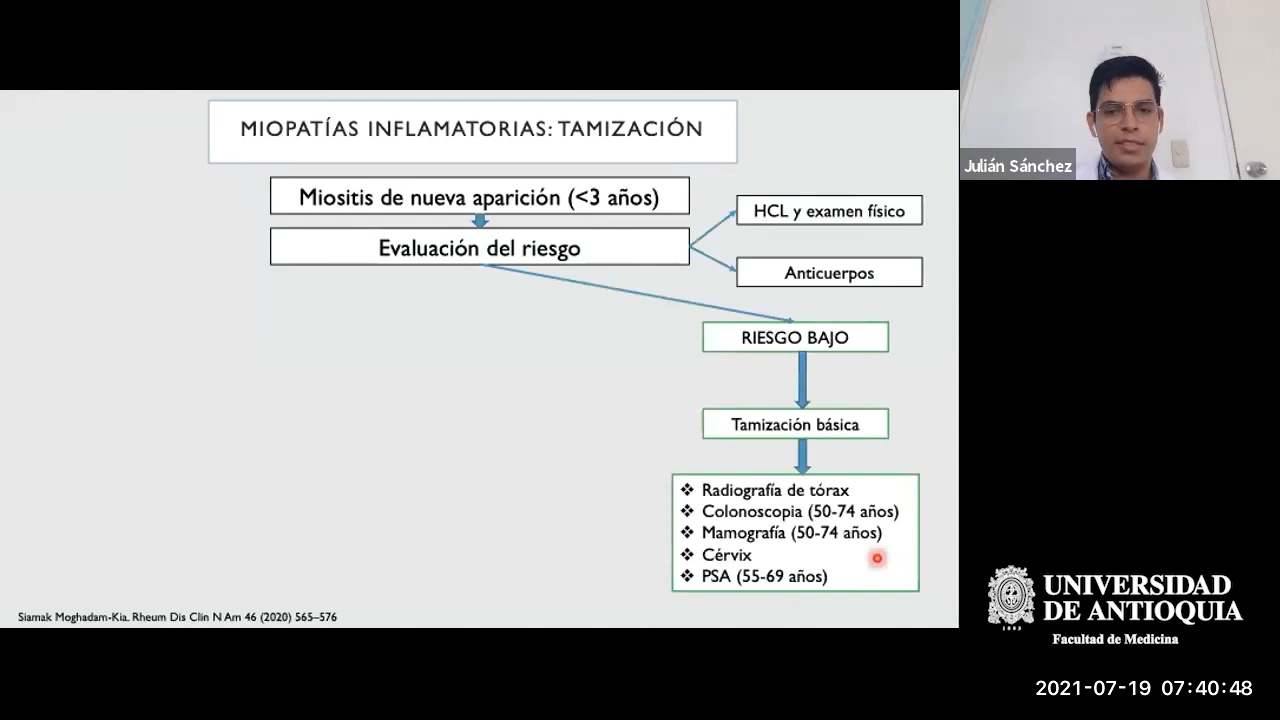 MIOPATÍAS INFLAMATORIAS: TAMIZACIÓN
Miositis de nueva aparición (<3 años)
Evaluación del riesgo
HCL y examen físico
Anticuerpos
RIESGO BAJO
Tamización básica
❖ Radiografía de tórax
❖ Colonoscopia (50-74 años)
❖ Mamografía (50-74 años)
❖ Cérvix
❖ PSA (55-69 años)
Siamak Moghadam-Kia. Rheum Dis Clin N Am 46 (2020) 565–576
Julián Sánchez
UNIVERSIDAD
DE ANTIOQUIA
Facultad de Medicina
1803
2021-07-19 07:40:48